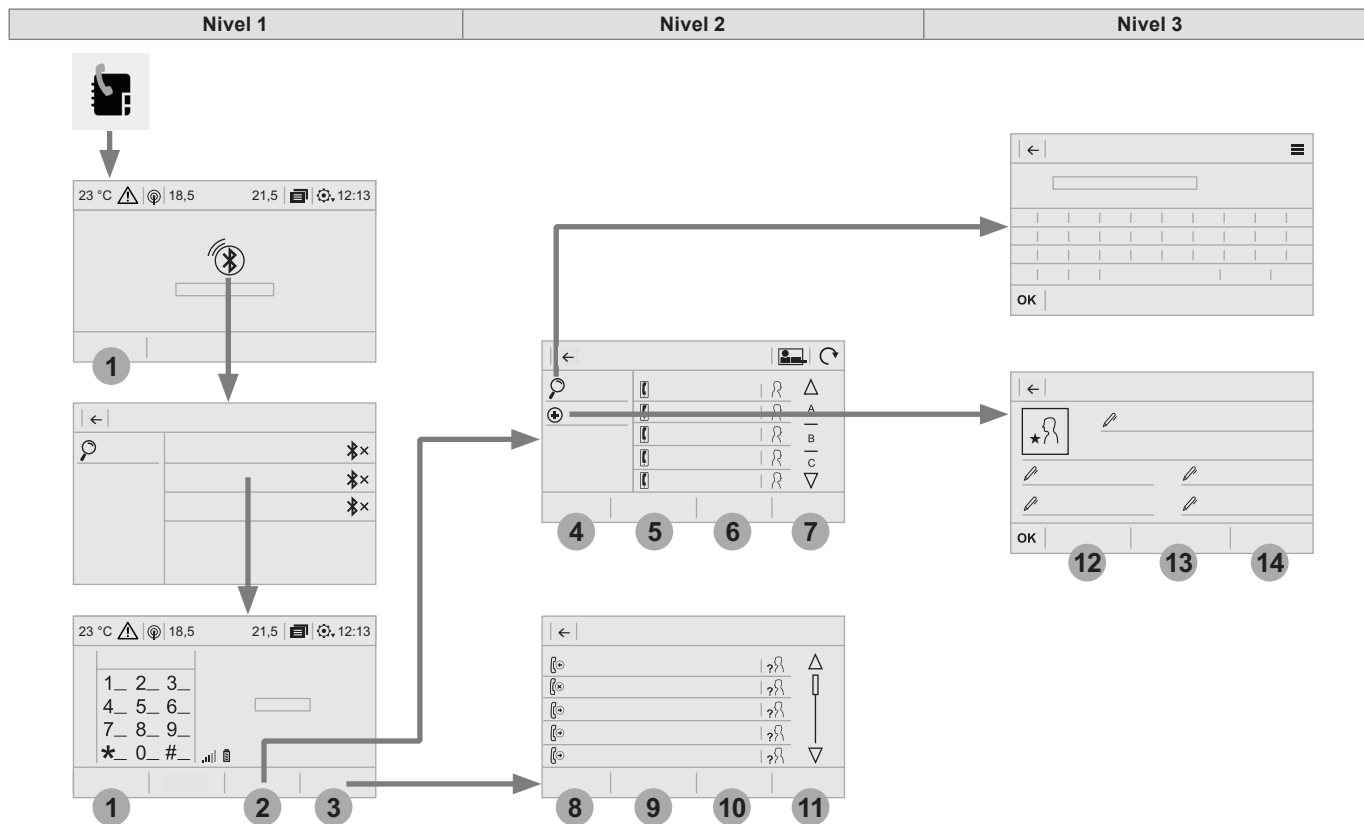 Nivel 1
Nivel 2
Nivel 3
23 °C 18,5 21,5 12:13
1
OK
A
B
C
4 5 6 7
OK
12 13 14
23 °C 18,5 21,5 12:13
1_ 2_ 3_
4_ 5_ 6_
7_ 8_ 9_
*_ 0_ #_
? 
?
?
?
?
1 2 3
8 9 10 11